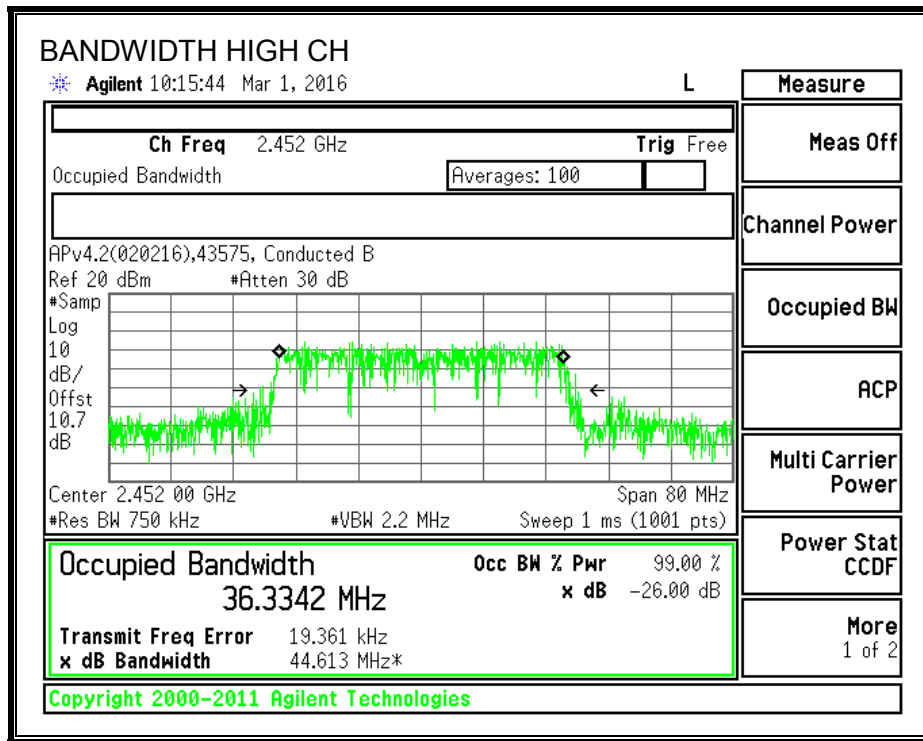 BANDWIDTH HIGH CH
Agilent 10:15:44 Mar 1, 2016 L
Measure
Ch Freq 2.452 GHz Trig Free
Occupied Bandwidth Averages: 100
APv4.2(020216),43575, Conducted B
Ref 20 dBm #Atten 30 dB
#Samp
Log
10
dB/
Offst
10.7
dB
Center 2.452 00 GHz Span 80 MHz
#Res BW 750 kHz #VBW 2.2 MHz Sweep 1 ms (1001 pts)
Occupied Bandwidth Occ BW % Pwr 99.00 %
36.3342 MHz x dB -26.00 dB
Transmit Freq Error 19.361 kHz
x dB Bandwidth 44.613 MHz*
Meas Off
Channel Power
Occupied BW
ACP
Multi Carrier
Power
Power Stat
CCDF
More
1 of 2
Copyright 2000-2011 Agilent Technologies